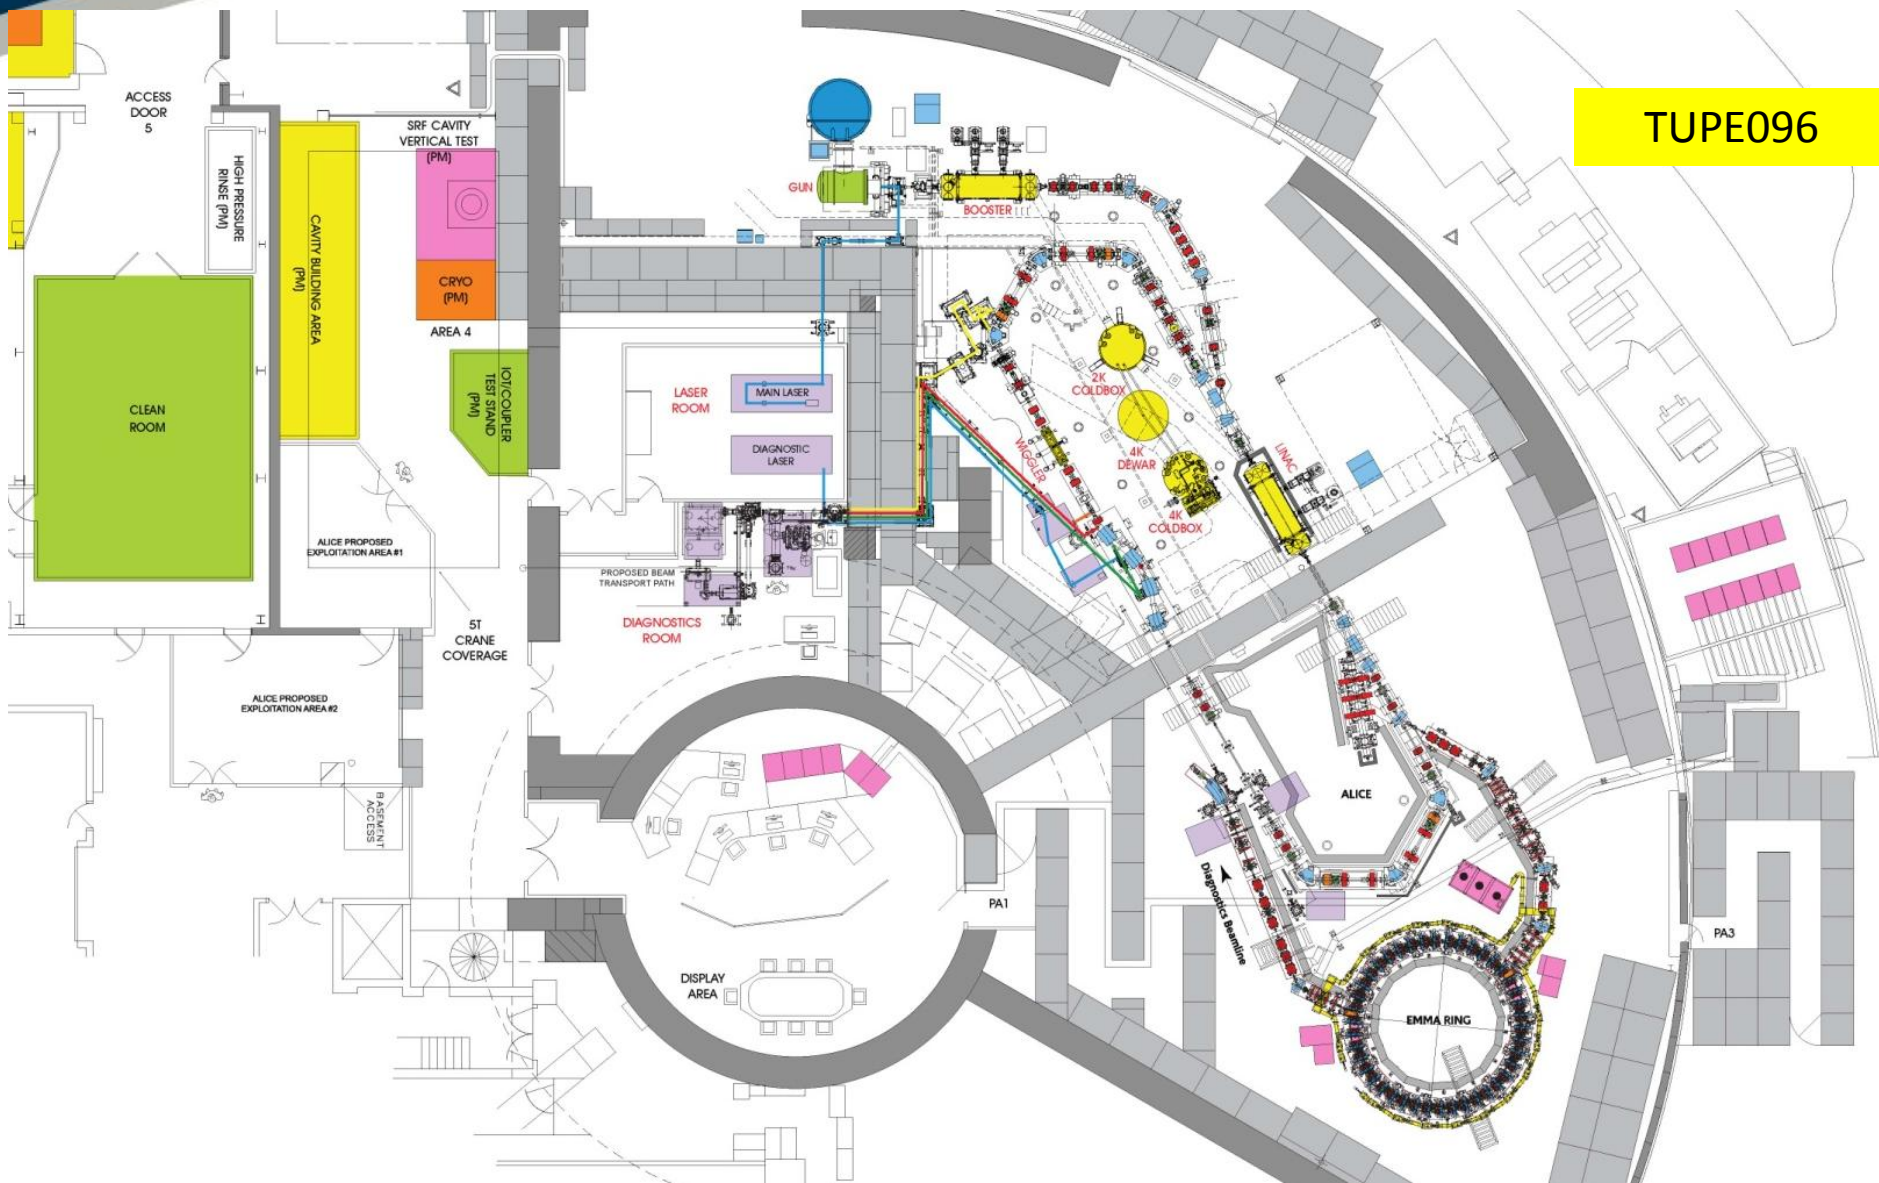 TUPE096
ACCESS
DOOR
5
SRF CAVITY
VERTICAL TEST
(PM)
HIGH PRESSURE
RINSE (PM)
GUN
BOOSTER
CAVITY BUILDING AREA
(PM)
CRYO
(PM)
AREA 4
IOT/COUPLER
TEST STAND
(PM)
LASER
ROOM
MAIN LASER
DIAGNOSTIC
LASER
2K
COLDBOX
4K
DEWAR
4K
COLDBOX
WIGGLER
LINAC
CLEAN
ROOM
ALICE PROPOSED
EXPLOITATION AREA #1
PROPOSED BEAM
TRANSPORT PATH
DIAGNOSTICS
ROOM
5T
CRANE
COVERAGE
ALICE PROPOSED
EXPLOITATION AREA #2
BASEMENT
ACCESS
ALICE
Diagnostics Beamline
PA1
PA3
DISPLAY
AREA
EMMA RING